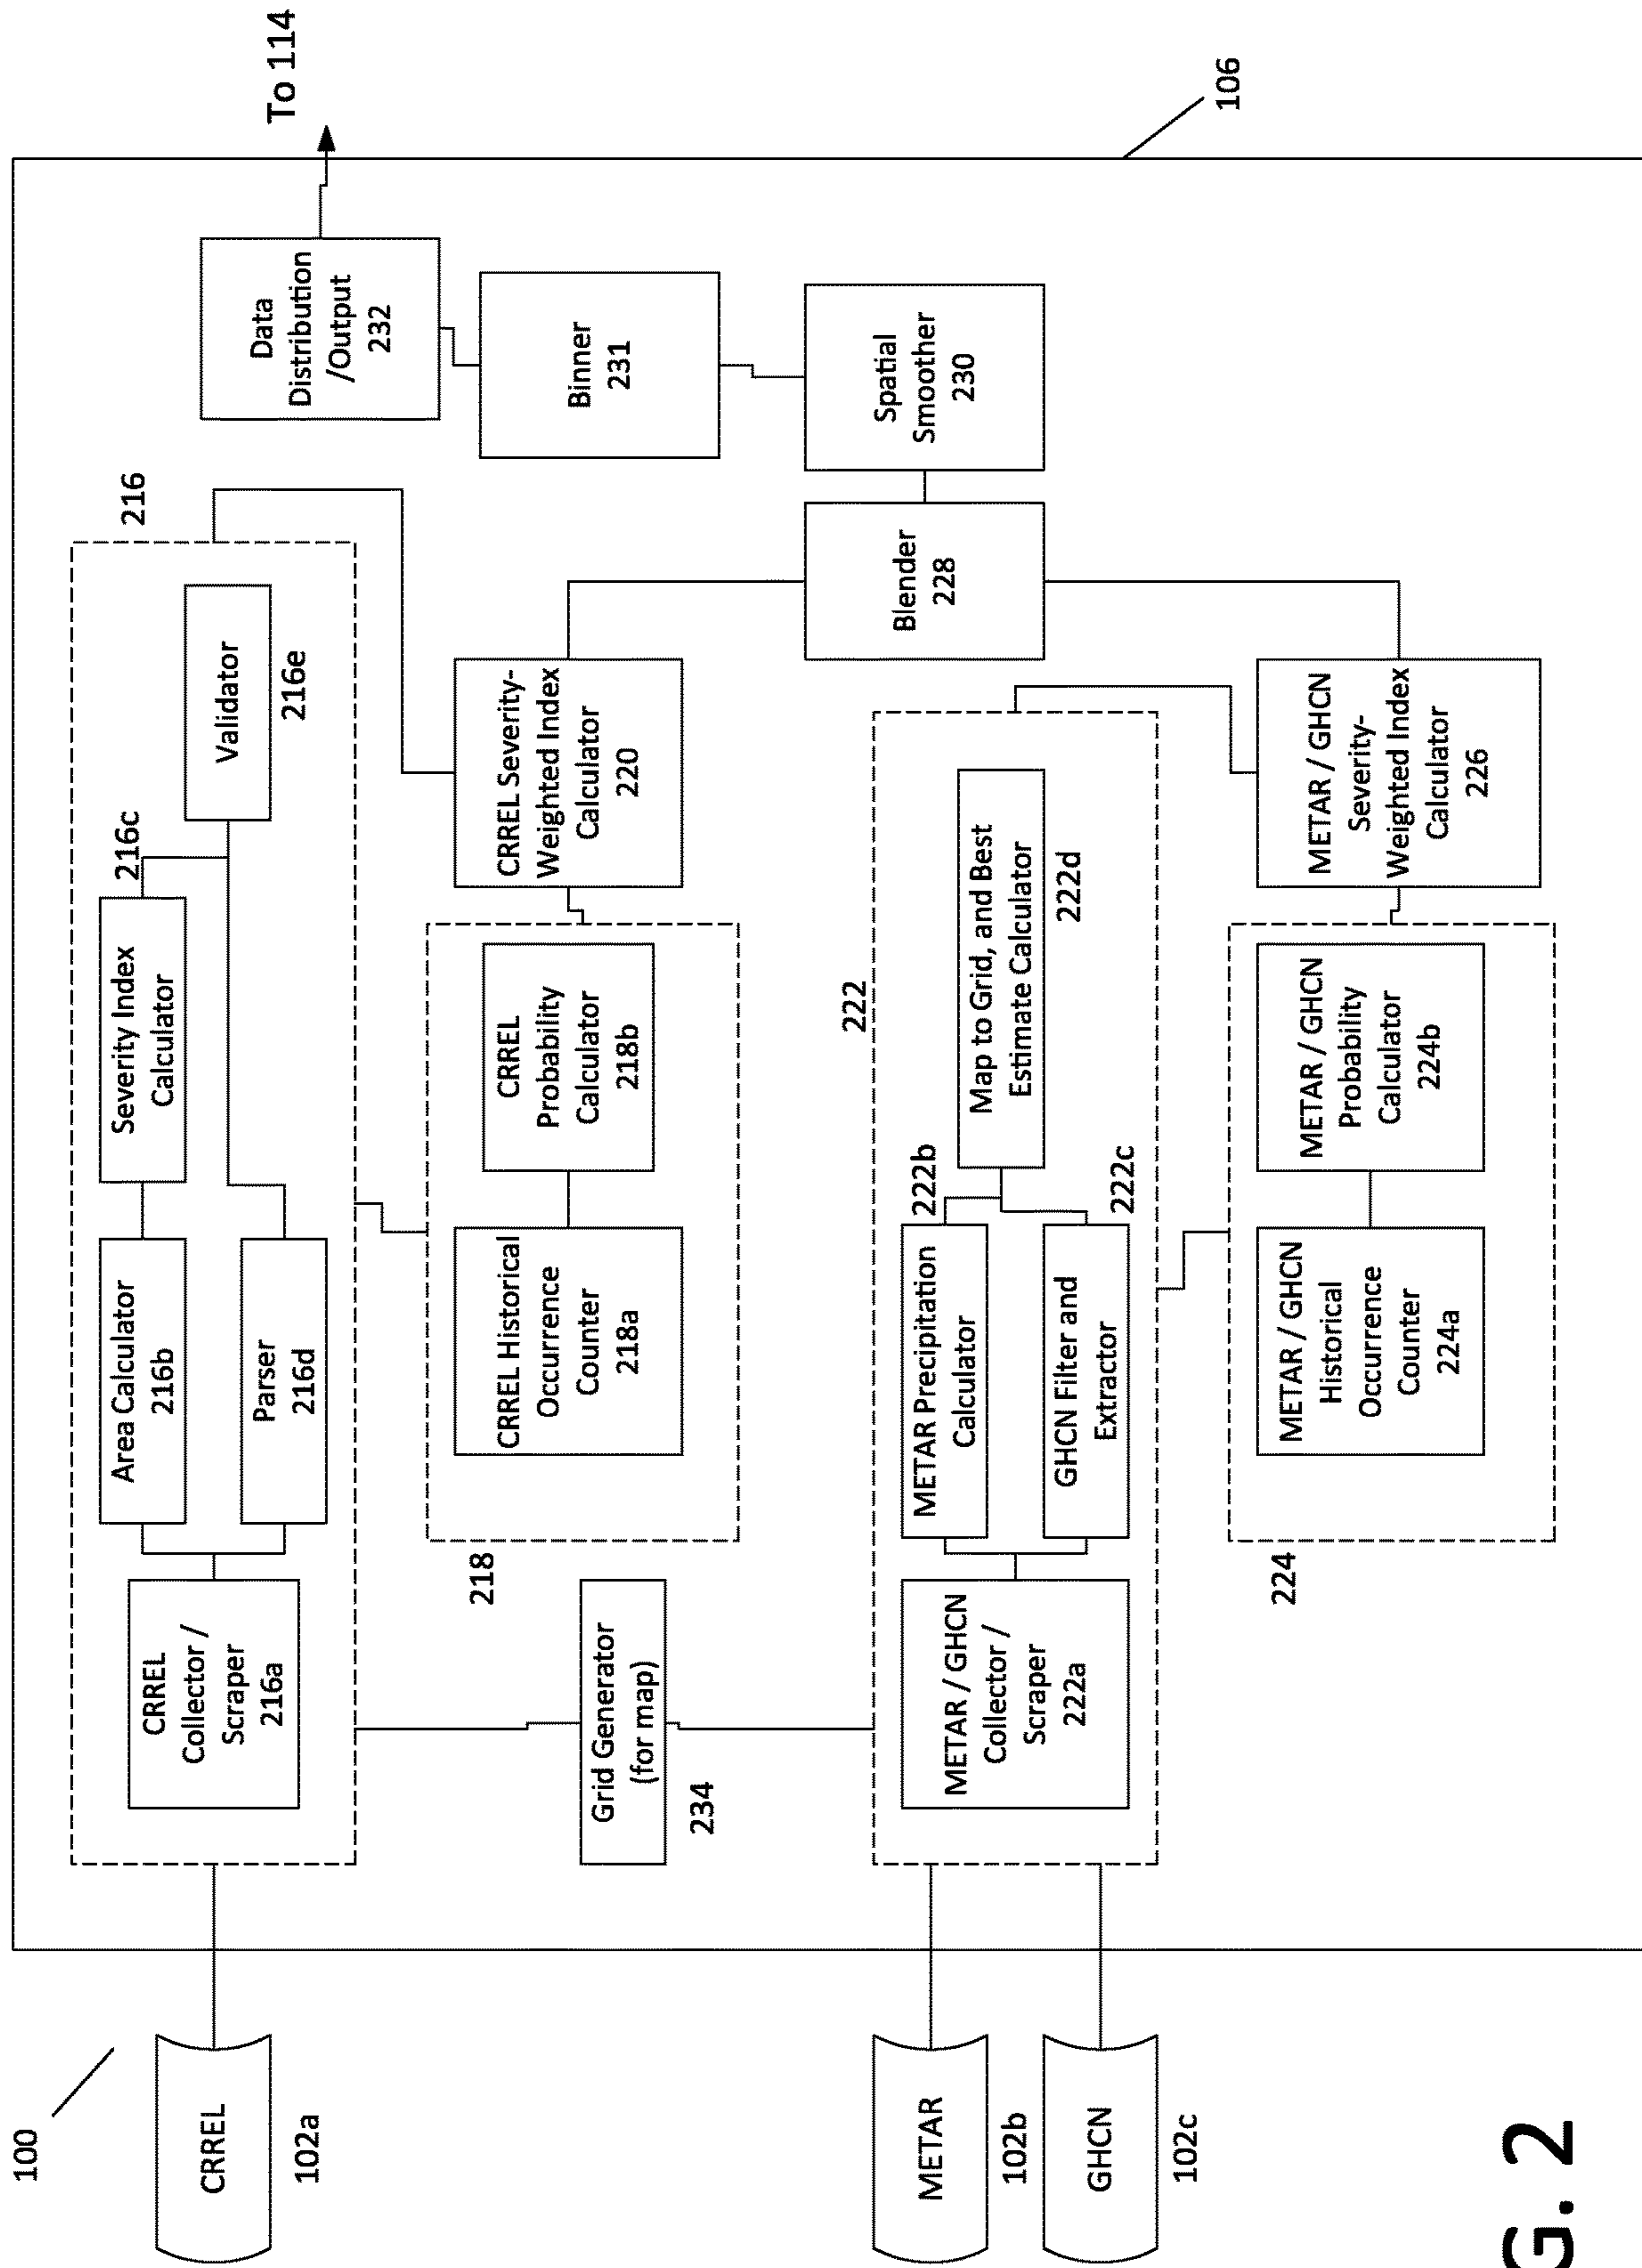 100
CRREL
102a
METAR
102b
GHCN
102c
216
CRREL
Collector /
Scraper
216a
Area Calculator
216b
Parser
216d
Severity Index
Calculator
216c
Validator
216e
218
CRREL Historical
Occurrence
Counter
218a
CRREL
Probability
Calculator
218b
CRREL Severity-
Weighted Index
Calculator
220
Grid Generator
(for map)
234
222
METAR / GHCN
Collector /
Scraper
222a
METAR Precipitation
Calculator
222b
GHCN Filter and
Extractor
222c
Map to Grid, and Best
Estimate Calculator
222d
224
METAR / GHCN
Historical
Occurrence
Counter
224a
METAR / GHCN
Probability
Calculator
224b
METAR / GHCN
Severity-
Weighted Index
Calculator
226
Blender
228
Spatial
Smoother
230
Binner
231
Data
Distribution
/Output
232
To 114
106
G. 2